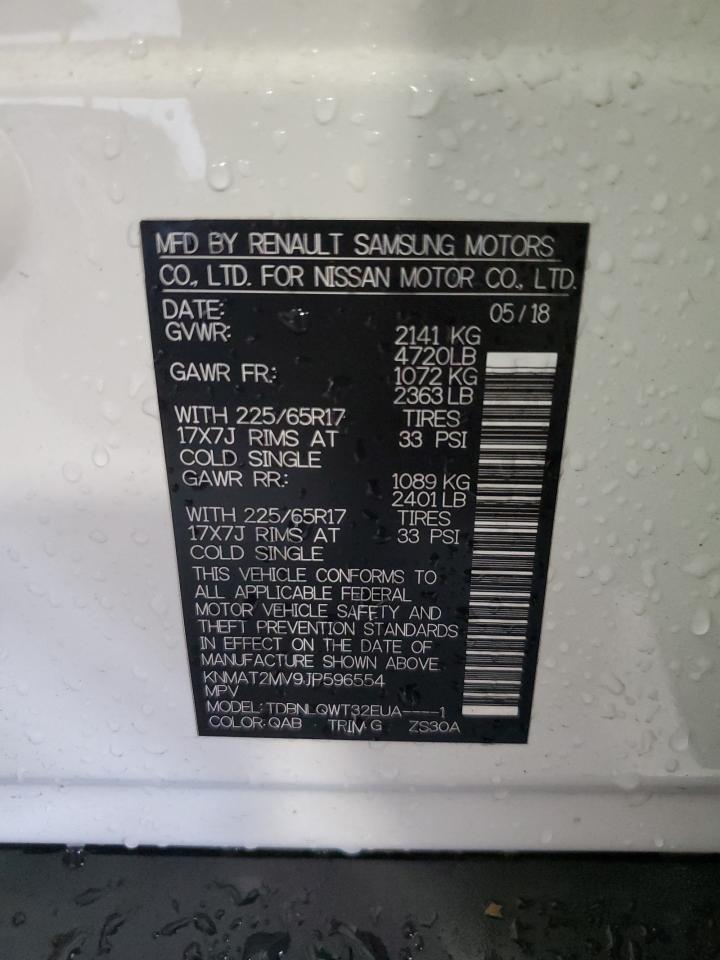 MFD BY RENAULT SAMSUNG MOTORS
CO., LTD. FOR NISSAN MOTOR CO., LTD.
DATE: 05/18
GVWR: 2141 KG
4720LB
GAWR FR.: 1072 KG
2363 LB
WITH 225/65R17 TIRES
17X7J RIMS AT 33 PSI
COLD SINGLE
GAWR RR.: 1089 KG
2401 LB
WITH 225/65R17 TIRES
17X7J RIMS AT 33 PSI
COLD SINGLE
THIS VEHICLE CONFORMS TO
ALL APPLICABLE FEDERAL
MOTOR VEHICLE SAFETY AND
THEFT PREVENTION STANDARDS
IN EFFECT ON THE DATE OF
MANUFACTURE SHOWN ABOVE.
KNMAT2MV9JP596554
MPV
MODEL: TDBNLQWT32EUA----1
COLOR: QAB TRIM: G ZS30A